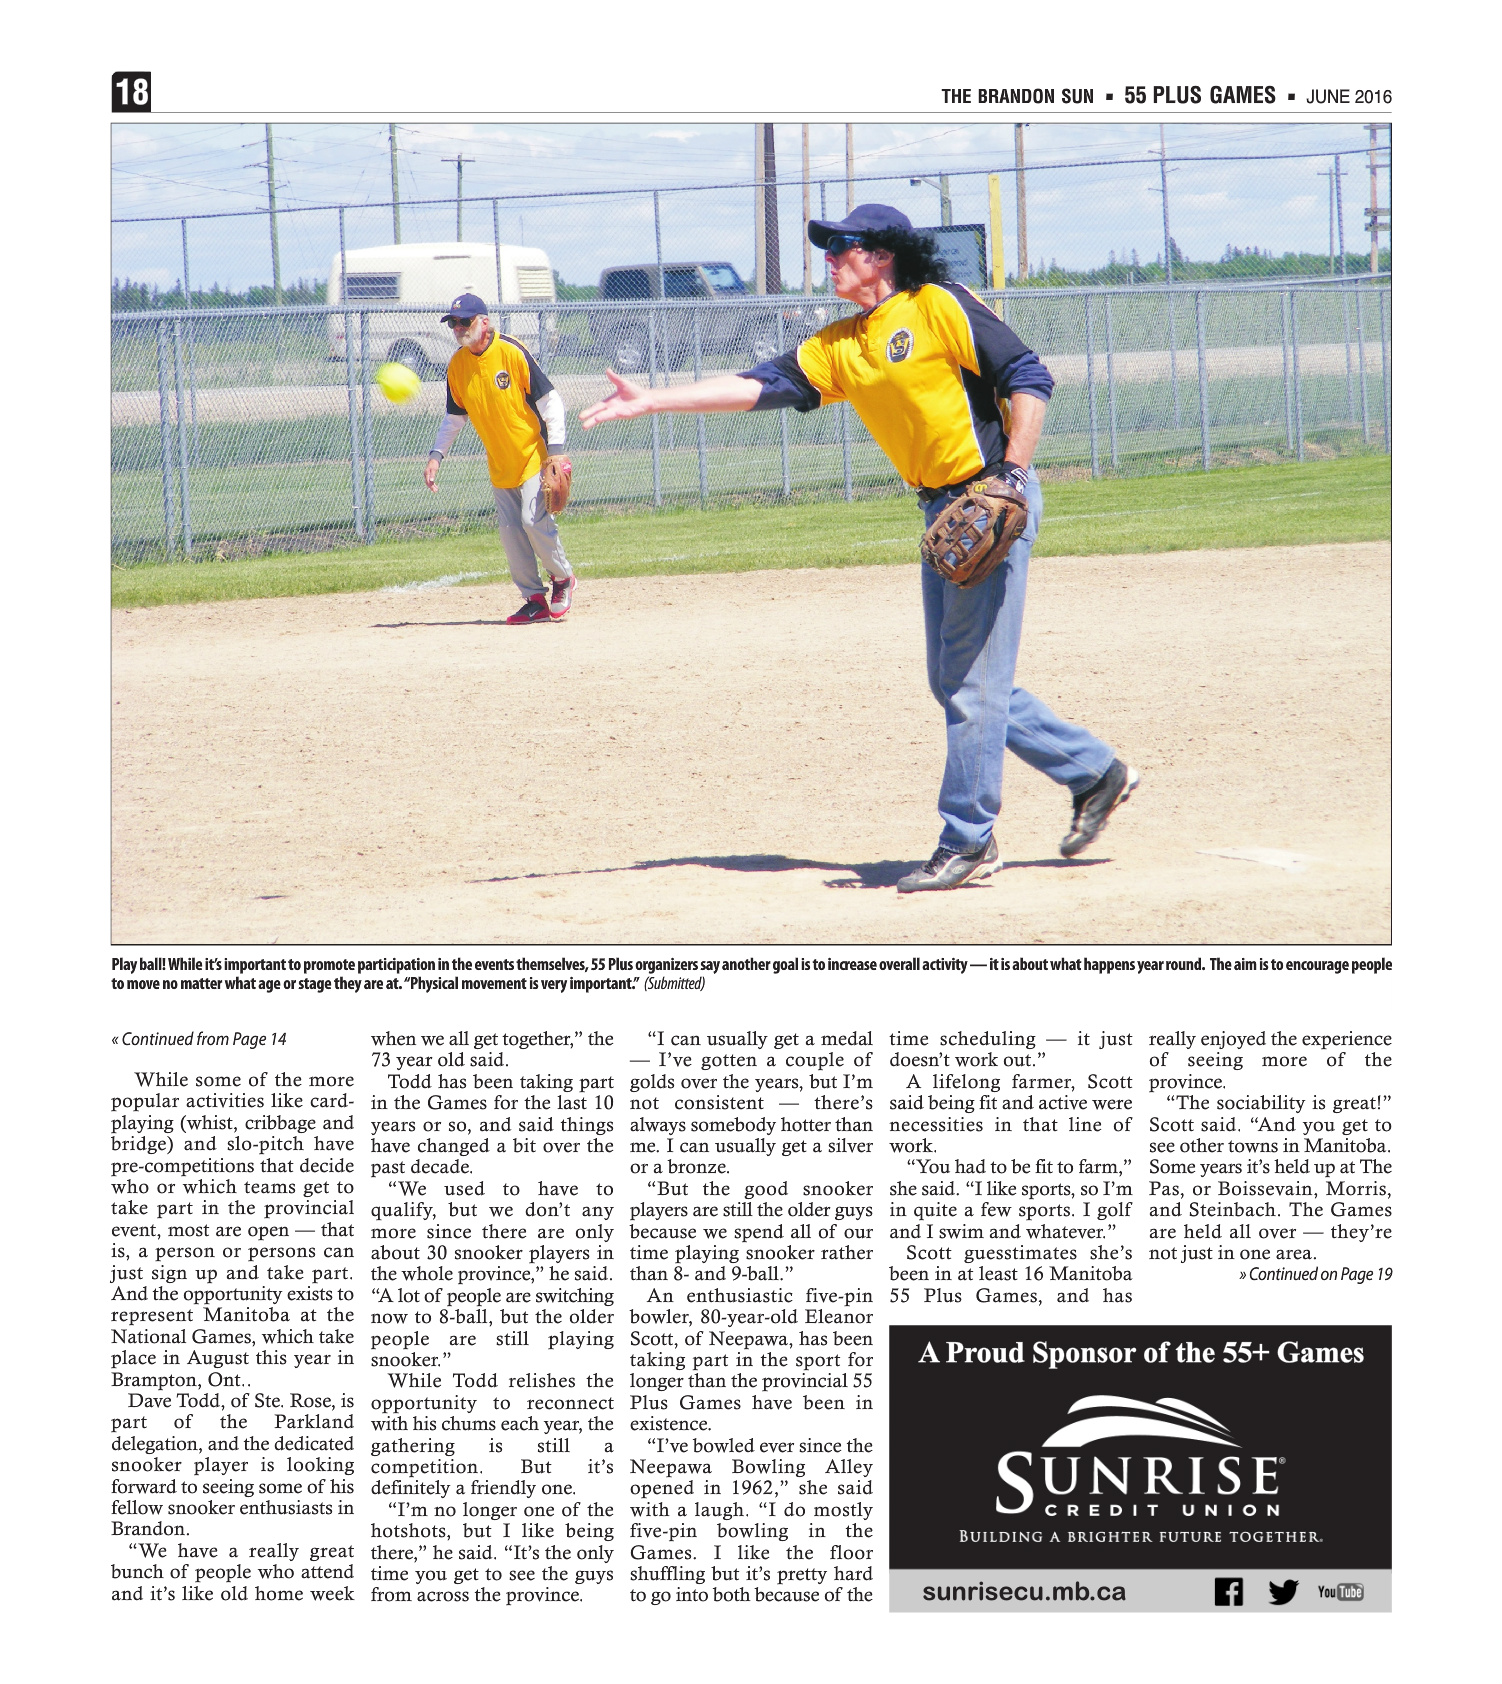 18
THE BRANDON SUN ▪ 55 PLUS GAMES ▪ JUNE 2016
Play ball! While it's important to promote participation in the events themselves, 55 Plus organizers say another goal is to increase overall activity — it is about what happens year round. The aim is to encourage people
to move no matter what age or stage they are at. "Physical movement is very important." (Submitted)
« Continued from Page 14
While some of the more
popular activities like card-
playing (whist, cribbage and
bridge) and slo-pitch have
pre-competitions that decide
who or which teams get to
take part in the provincial
event, most are open — that
is, a person or persons can
just sign up and take part.
And the opportunity exists to
represent Manitoba at the
National Games, which take
place in August this year in
Brampton, Ont..
Dave Todd, of Ste. Rose, is
part of the Parkland
delegation, and the dedicated
snooker player is looking
forward to seeing some of his
fellow snooker enthusiasts in
Brandon.
“We have a really great
bunch of people who attend
and it’s like old home week
when we all get together,” the
73 year old said.
Todd has been taking part
in the Games for the last 10
years or so, and said things
have changed a bit over the
past decade.
“We used to have to
qualify, but we don’t any
more since there are only
about 30 snooker players in
the whole province,” he said.
“A lot of people are switching
now to 8-ball, but the older
people are still playing
snooker.”
While Todd relishes the
opportunity to reconnect
with his chums each year, the
gathering is still a
competition. But it’s
definitely a friendly one.
“I’m no longer one of the
hotshots, but I like being
there,” he said. “It’s the only
time you get to see the guys
from across the province.
“I can usually get a medal
— I’ve gotten a couple of
golds over the years, but I’m
not consistent — there’s
always somebody hotter than
me. I can usually get a silver
or a bronze.
“But the good snooker
players are still the older guys
because we spend all of our
time playing snooker rather
than 8- and 9-ball.”
An enthusiastic five-pin
bowler, 80-year-old Eleanor
Scott, of Neepawa, has been
taking part in the sport for
longer than the provincial 55
Plus Games have been in
existence.
“I’ve bowled ever since the
Neepawa Bowling Alley
opened in 1962,” she said
with a laugh. “I do mostly
five-pin bowling in the
Games. I like the floor
shuffling but it’s pretty hard
to go into both because of the
time scheduling — it just
doesn’t work out.”
A lifelong farmer, Scott
said being fit and active were
necessities in that line of
work.
“You had to be fit to farm,”
she said. “I like sports, so I’m
in quite a few sports. I golf
and I swim and whatever.”
Scott guesstimates she’s
been in at least 16 Manitoba
55 Plus Games, and has
really enjoyed the experience
of seeing more of the
province.
“The sociability is great!”
Scott said. “And you get to
see other towns in Manitoba.
Some years it’s held up at The
Pas, or Boissevain, Morris,
and Steinbach. The Games
are held all over — they’re
not just in one area.
» Continued on Page 19
A Proud Sponsor of the 55+ Games
SUNRISE®
CREDIT UNION
BUILDING A BRIGHTER FUTURE TOGETHER.
sunrisecu.mb.ca
YouTube